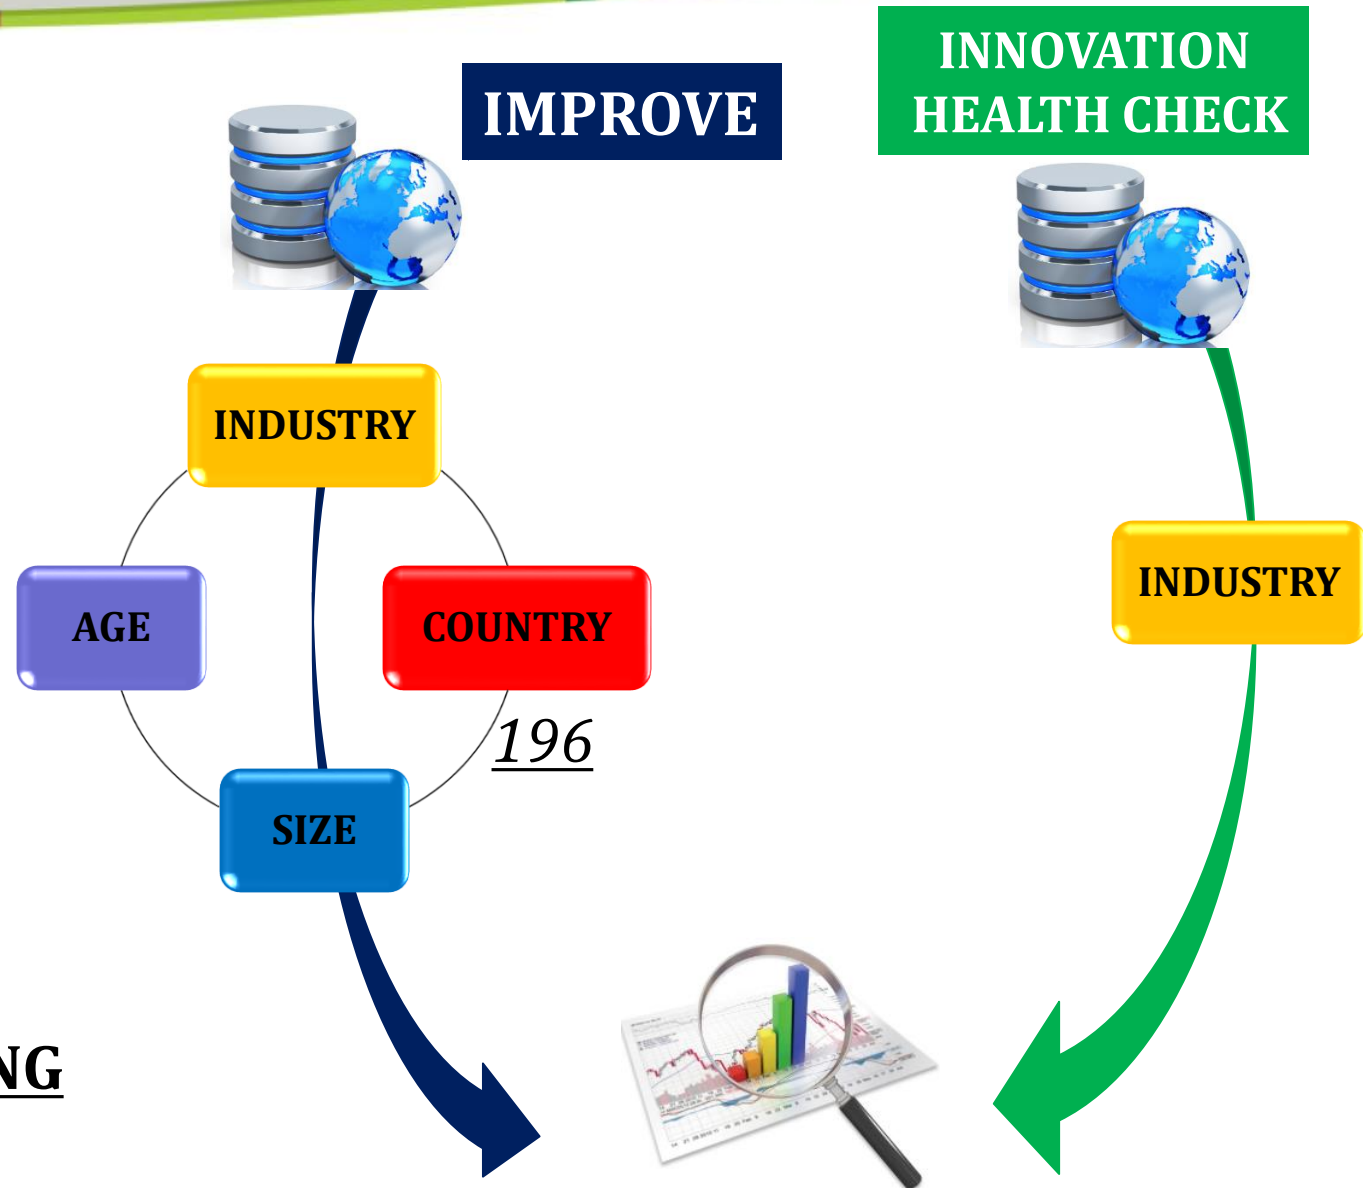 INNOVATION
HEALTH CHECK
IMPROVE
INDUSTRY
AGE
COUNTRY
196
SIZE
INDUSTRY
NG